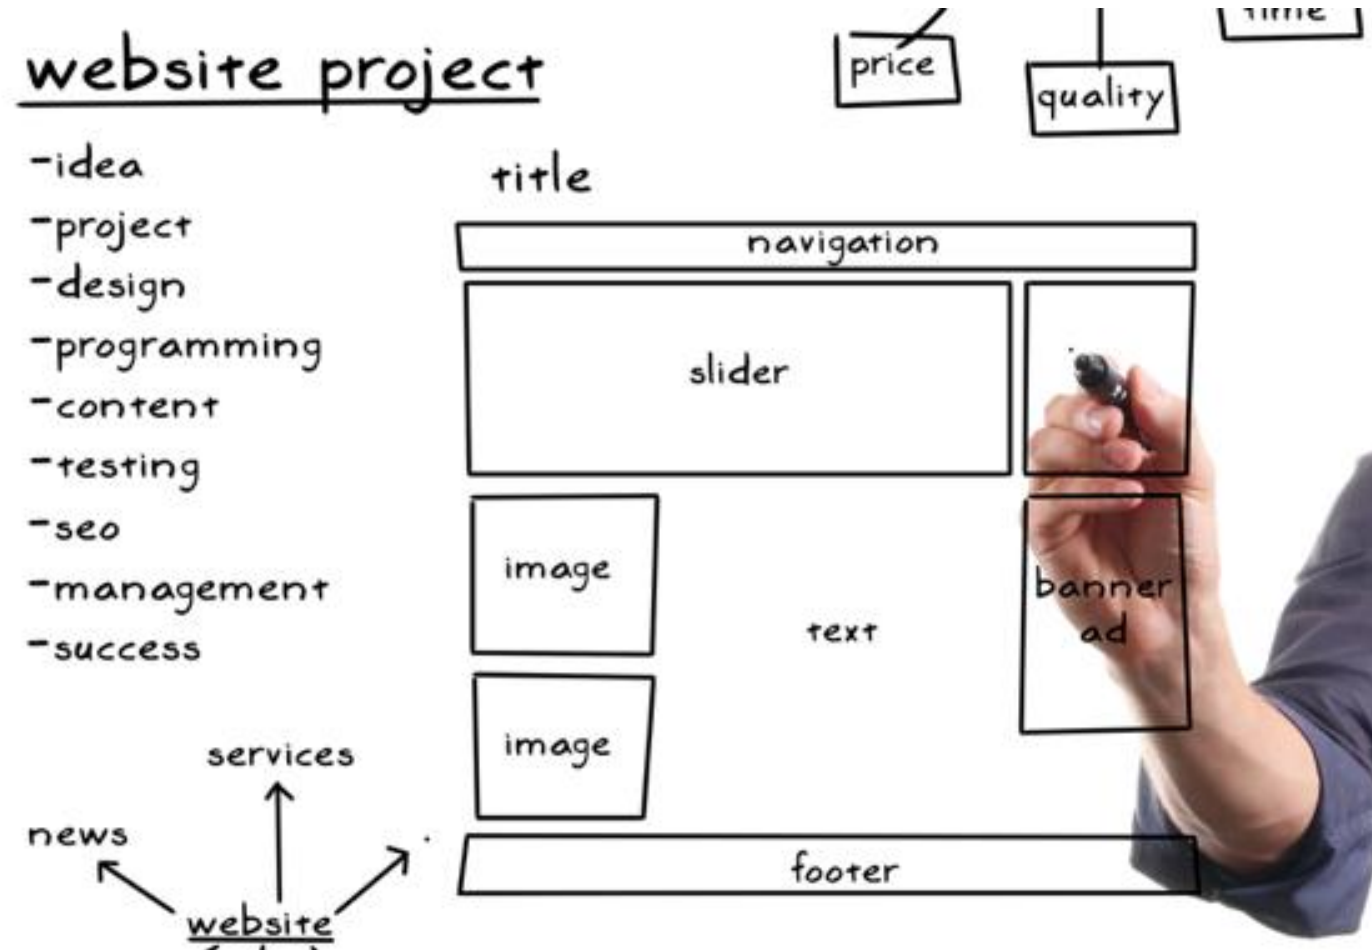 website project
-idea
-project
-design
-programming
-content
-testing
-seo
-management
-success
services
news
website
price
quality
time
title
navigation
slider
image
text
banner
ad
image
footer